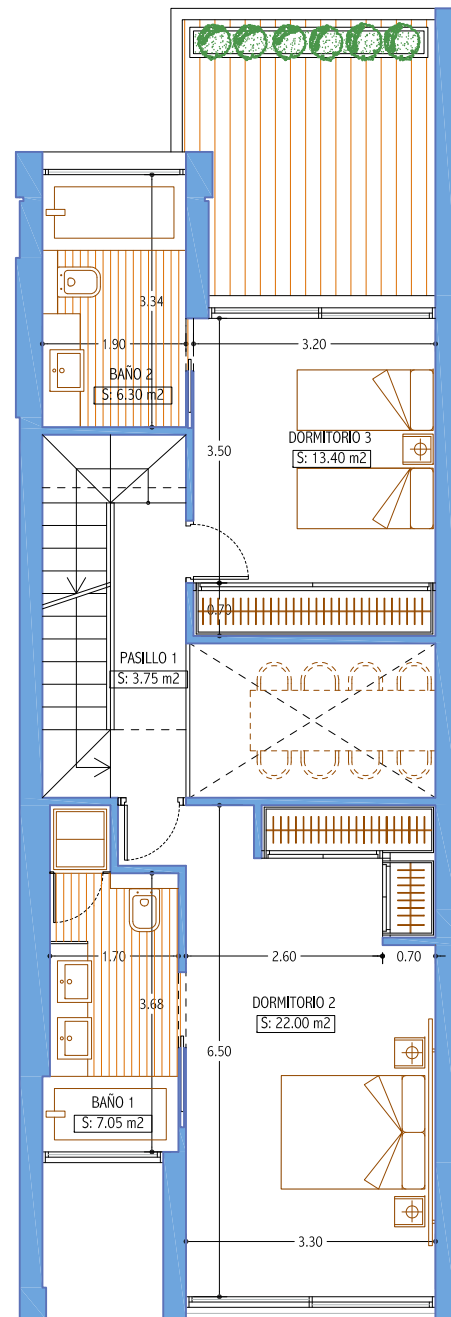 3.34
1.90
3.20
BAÑO 2
S: 6.30 m2
DORMITORIO 3
S: 13.40 m2
3.50
0.70
PASILLO 1
S: 3.75 m2
1.70
2.60
0.70
3.68
DORMITORIO 2
S: 22.00 m2
6.50
BAÑO 1
S: 7.05 m2
3.30